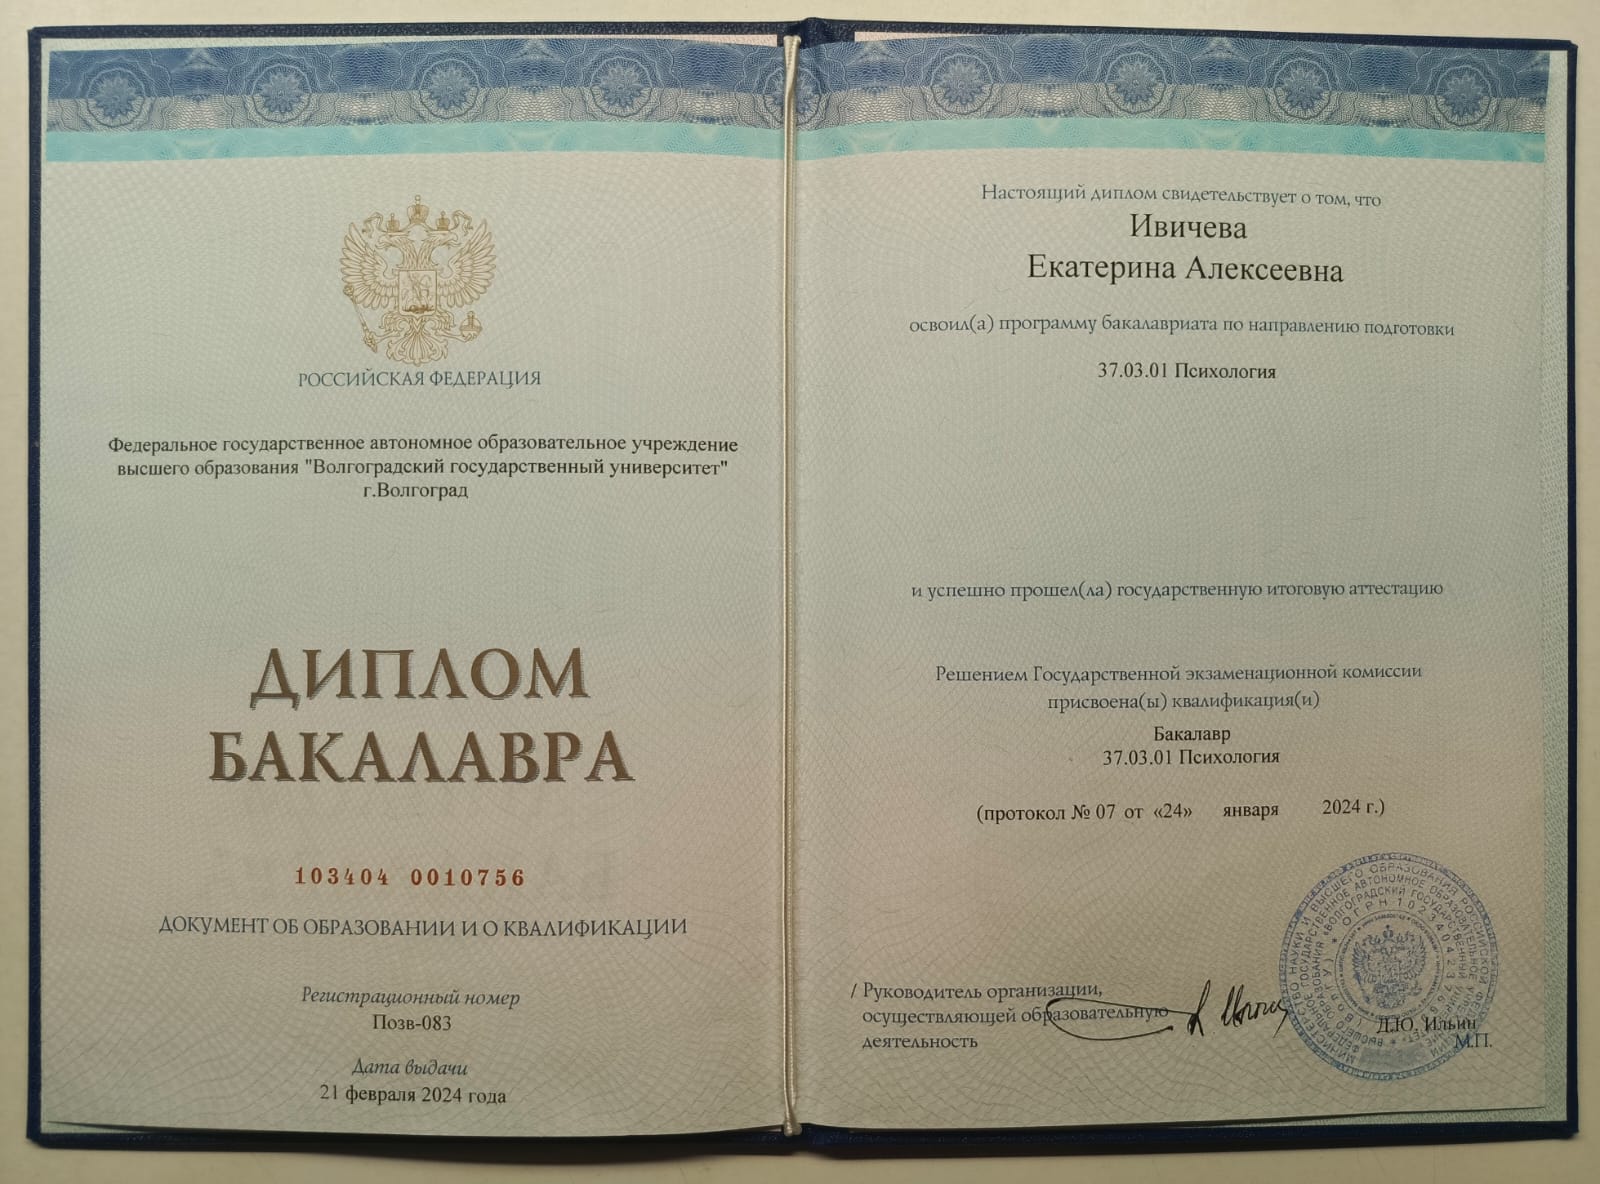 РОССИЙСКАЯ ФЕДЕРАЦИЯ
Федеральное государственное автономное образовательное учреждение
высшего образования "Волгоградский государственный университет"
г.Волгоград
ДИПЛОМ
БАКАЛАВРА
103404 0010756
ДОКУМЕНТ ОБ ОБРАЗОВАНИИ И О КВАЛИФИКАЦИИ
Регистрационный номер
Позв-083
Дата выдачи
21 февраля 2024 года
Настоящий диплом свидетельствует о том, что
Ивичева
Екатерина Алексеевна
освоил(а) программу бакалавриата по направлению подготовки
37.03.01 Психология
и успешно прошел(ла) государственную итоговую аттестацию
Решением Государственной экзаменационной комиссии
присвоена(ы) квалификация(и)
Бакалавр
37.03.01 Психология
(протокол № 07 от «24» января 2024 г.)
/ Руководитель организации,
осуществляющей образовательную
деятельность
Д.Ю. Ильин
М.П.